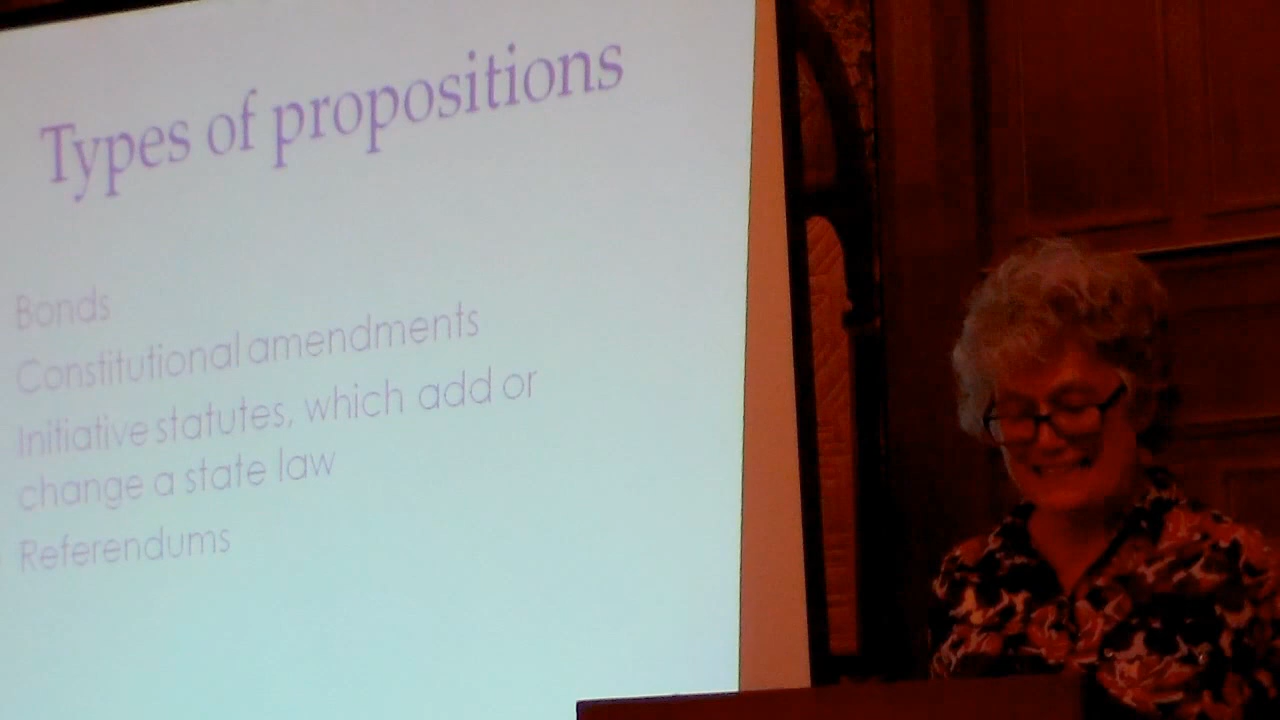 Types of propositions
Bonds
Constitutional amendments
Initiative statutes, which add or
change a state law
Referendums